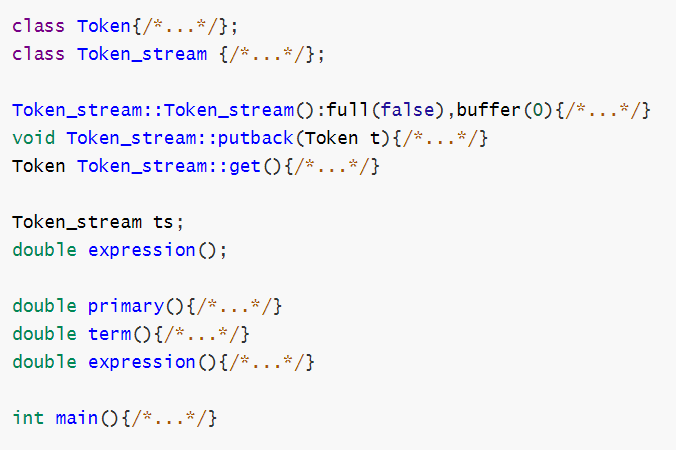 class Token{/*...*/};
class Token_stream {/*...*/};
Token_stream::Token_stream():full(false),buffer(0){/*...*/}
void Token_stream::putback(Token t){/*...*/}
Token Token_stream::get(){/*...*/}
Token_stream ts;
double expression();
double primary(){/*...*/}
double term(){/*...*/}
double expression(){/*...*/}
int main(){/*...*/}